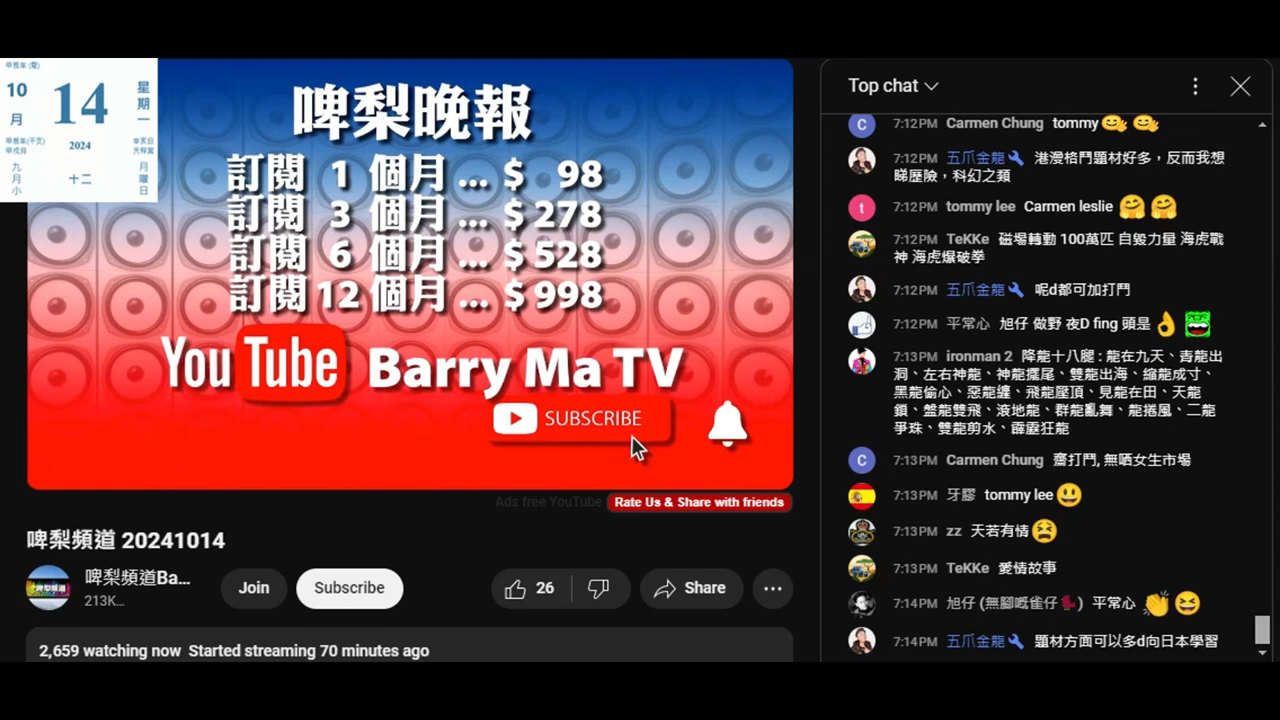 甲辰年 (龍)
10
月
14
星期一
甲辰年(干支)
甲戌月
2024
辛亥日
九月小
十二
月曜日
啤梨晚報
訂閱 1 個月 ... $ 98
訂閱 3 個月 ... $ 278
訂閱 6 個月 ... $ 528
訂閱 12 個月 ... $ 998
YouTube Barry Ma TV
SUBSCRIBE
Ads free YouTube Rate Us & Share with friends
啤梨頻道 20241014
啤梨頻道Ba...
213K...
Join
Subscribe
26
Share
2,659 watching now Started streaming 70 minutes ago
Top chat
C 7:12PM Carmen Chung tommy
7:12PM 五爪金龍 港漫格鬥題材好多，反而我想
睇歷險，科幻之類
t 7:12PM tommy lee Carmen leslie
7:12PM TeKKe 磁場轉動 100萬匹 自毀力量 海虎戰
神 海虎爆破拳
7:12PM 五爪金龍 呢d都可加打鬥
7:12PM 平常心 旭仔 做野 夜D fing 頭是
7:13PM ironman 2 降龍十八腿 : 龍在九天、青龍出
洞、左右神龍、神龍擺尾、雙龍出海、縮龍成寸、
黑龍偷心、惡龍纏、飛龍壓頂、見龍在田、天龍
鎖、盤龍雙飛、滾地龍、群龍亂舞、龍捲風、二龍
爭珠、雙龍剪水、霹靂狂龍
C 7:13PM Carmen Chung 齋打鬥, 無哂女生市場
7:13PM 牙膠 tommy lee
7:13PM zz 天若有情
7:13PM TeKKe 愛情故事
7:14PM 旭仔 (無腳嘅雀仔) 平常心
7:14PM 五爪金龍 題材方面可以多d向日本學習